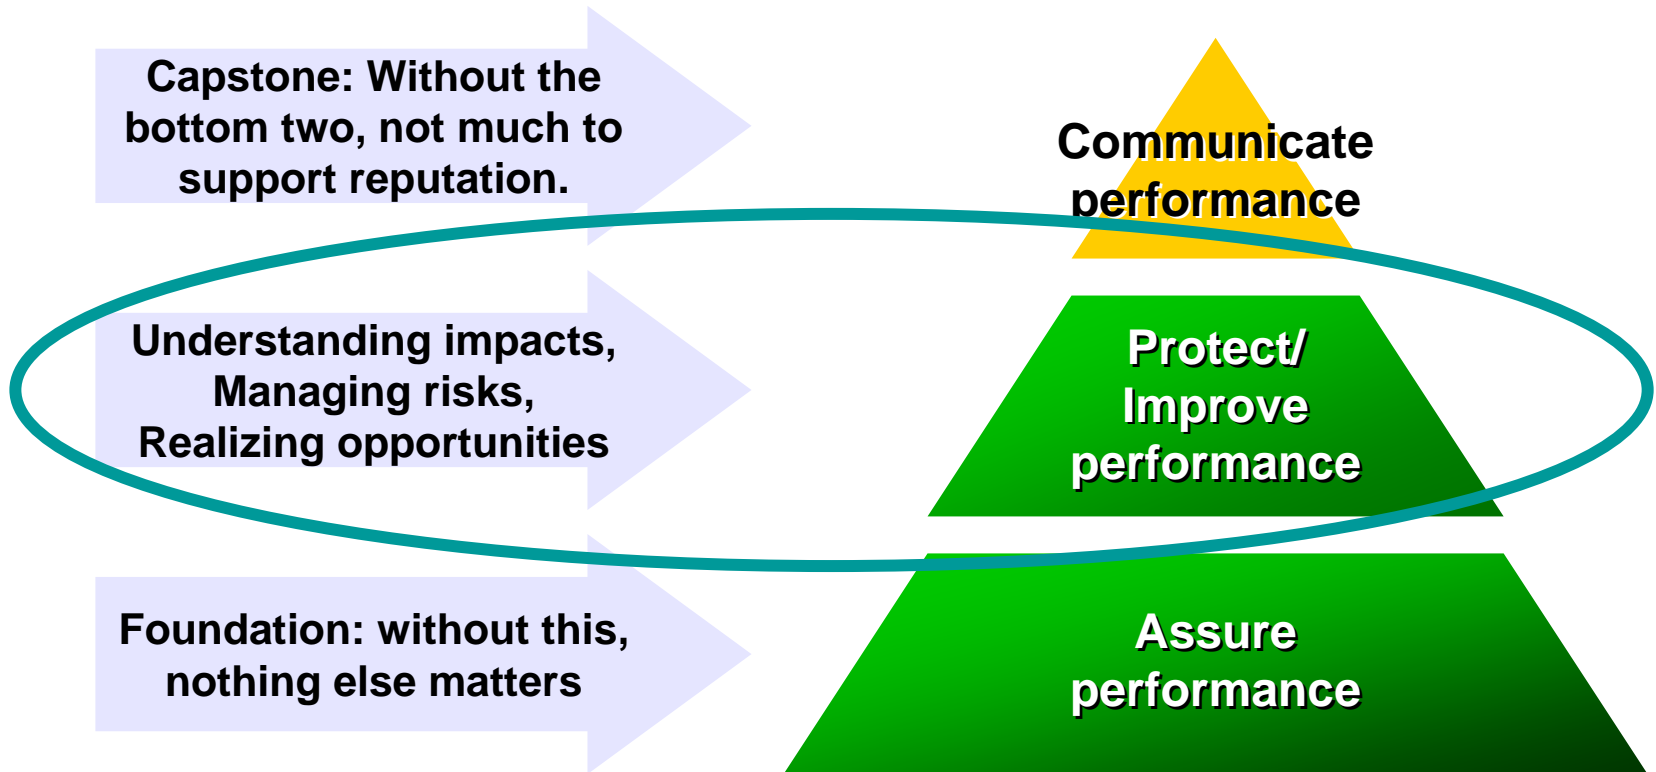 Capstone: Without the
bottom two, not much to
support reputation.
Communicate
performance
Understanding impacts,
Managing risks,
Realizing opportunities
Protect/
Improve
performance
Foundation: without this,
nothing else matters
Assure
performance